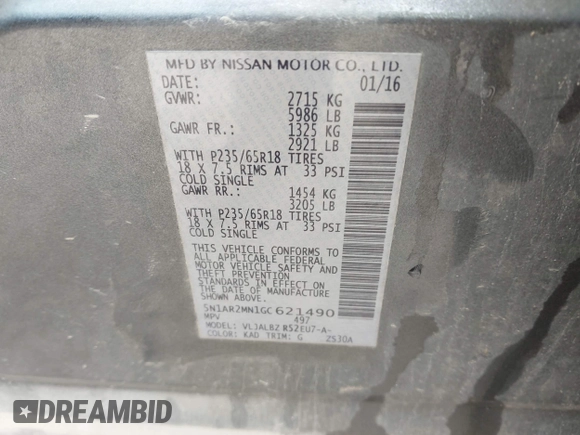 MFD BY NISSAN MOTOR CO., LTD.
DATE: 01/16
GVWR: 2715 KG
5986 LB
GAWR FR.: 1325 KG
2921 LB
WITH P235/65R18 TIRES
18 X 7.5 RIMS AT 33 PSI
COLD SINGLE
GAWR RR.: 1454 KG
3205 LB
WITH P235/65R18 TIRES
18 X 7.5 RIMS AT 33 PSI
COLD SINGLE
THIS VEHICLE CONFORMS TO
ALL APPLICABLE FEDERAL
MOTOR VEHICLE SAFETY AND
THEFT PREVENTION
STANDARDS IN EFFECT ON
THE DATE OF MANUFACTURE
SHOWN ABOVE.
5N1AR2MN1GC621490
MPV 497
MODEL: VLJALBZ R52EU7-A-
COLOR: KAD TRIM: G ZS30A
DREAMBID